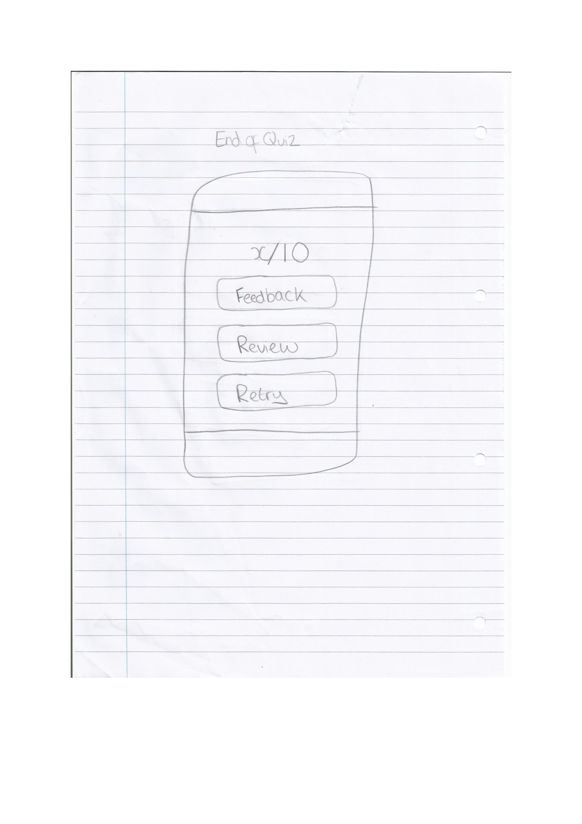 End of Quiz
x/10
Feedback
Review
Retry